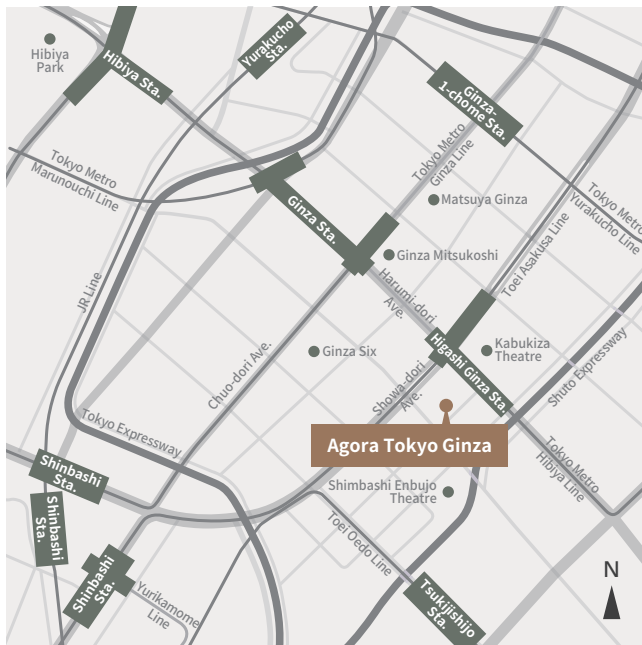 Hibiya
Park
Hibiya Sta.
Yurakucho
Sta.
Ginza-
1-chome Sta.
Tokyo Metro
Ginza Line
Tokyo Metro
Marunouchi Line
Matsuya Ginza
Tokyo Metro
Yurakucho Line
Ginza Sta.
Ginza Mitsukoshi
Toei Asakusa Line
JR Line
Harumi-dori
Ave.
Ginza Six
Higashi Ginza Sta.
Kabukiza
Theatre
Shuto Expressway
Chuo-dori Ave.
Showa-dori
Ave.
Tokyo Expressway
Agora Tokyo Ginza
Tokyo Metro
Hibiya Line
Shinbashi
Sta.
Shimbashi Enbujo
Theatre
Shinbashi
Sta.
Toei Oedo Line
Shinbashi
Sta.
Yurikamome
Line
Tsukijishijo
Sta.
N